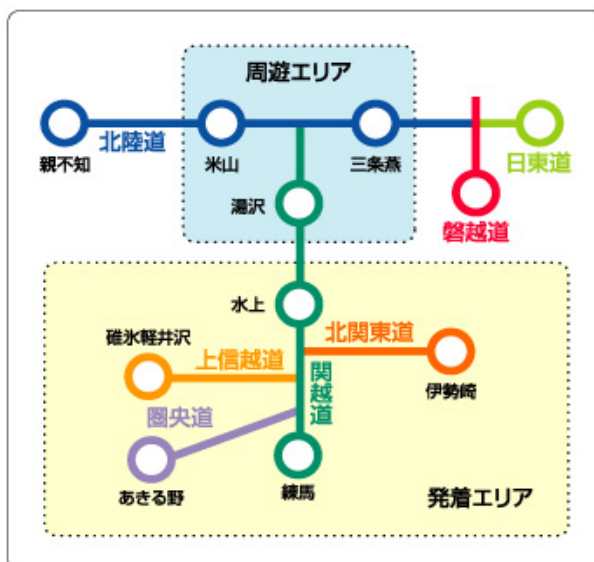 周遊エリア
北陸道
日東道
親不知
米山
三条燕
湯沢
磐越道
水上
北関東道
碓氷軽井沢
上信越道
関越道
伊勢崎
圏央道
あきる野
練馬
発着エリア